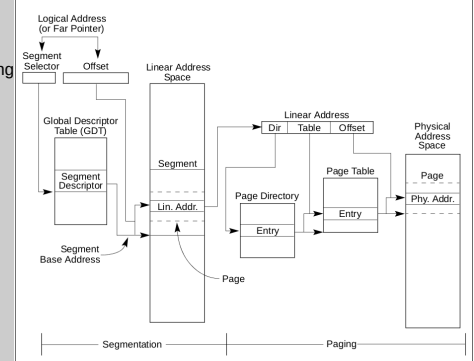 Logical Address
(or Far Pointer)
Segment
Selector
Offset
ng
Linear Address
Space
Global Descriptor
Table (GDT)
Segment
Descriptor
Segment
Base Address
Segment
Lin. Addr.
Page
Linear Address
Dir
Table
Offset
Page Directory
Entry
Page Table
Entry
Physical
Address
Space
Page
Phy. Addr.
Segmentation
Paging